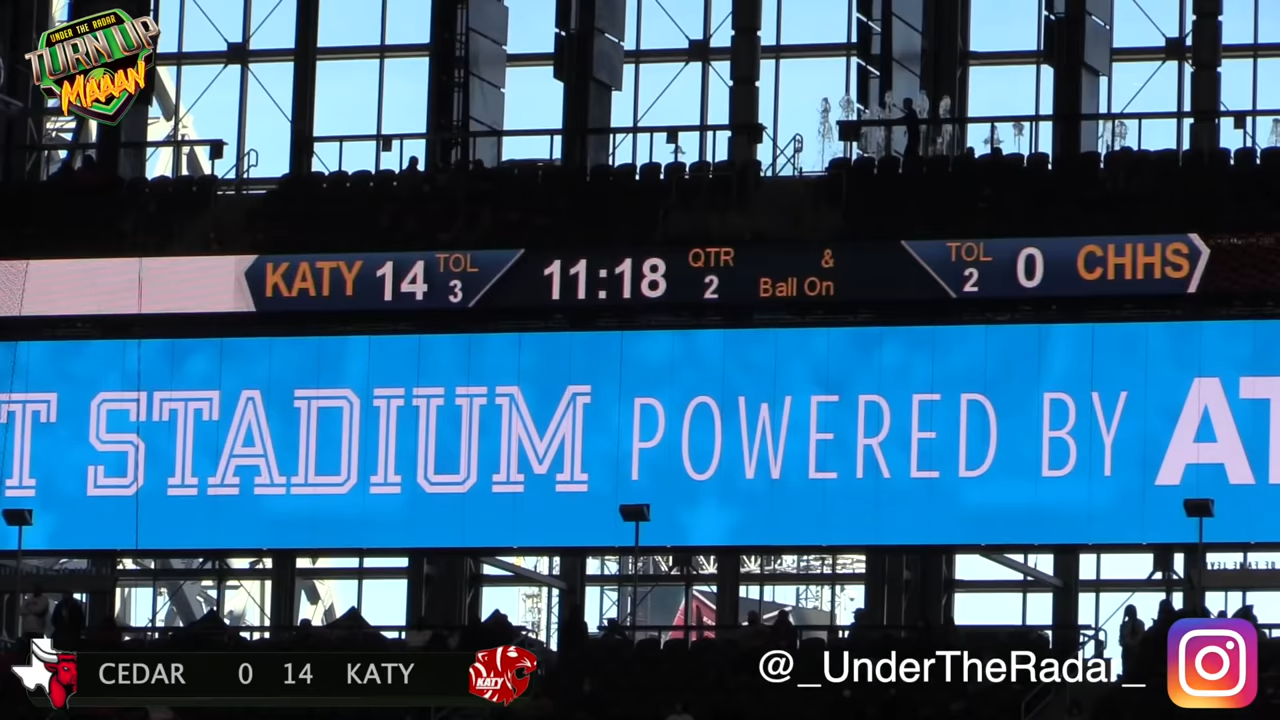 UNDER THE RADAR
TURN UP
MAAAN
KATY 14 TOL 3 11:18 QTR 2 & Ball On TOL 2 0 CHHS
T STADIUM POWERED BY AT
CEDAR 0 14 KATY
KATY
@_UnderTheRadar_